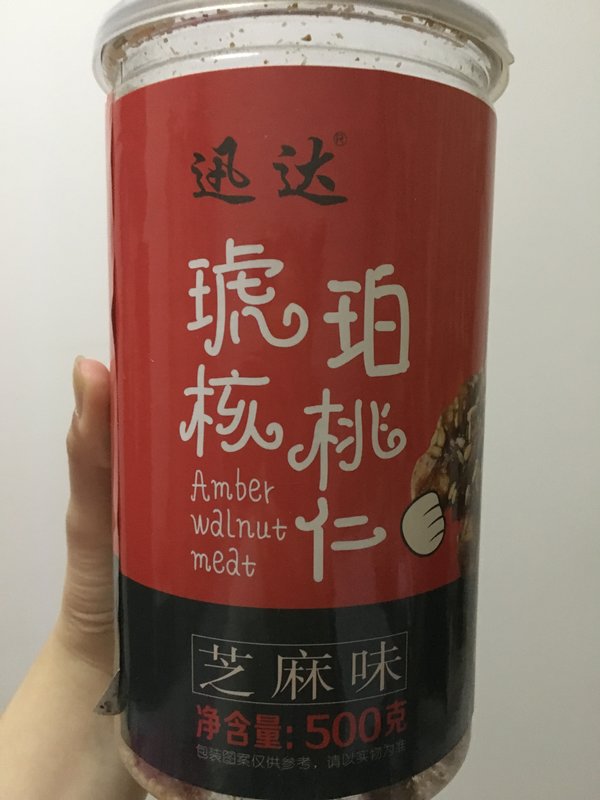 迅达
琥珀
核桃仁
Amber
walnut
meat
芝麻味
净含量:500克
包装图案仅供参考，请以实物为准